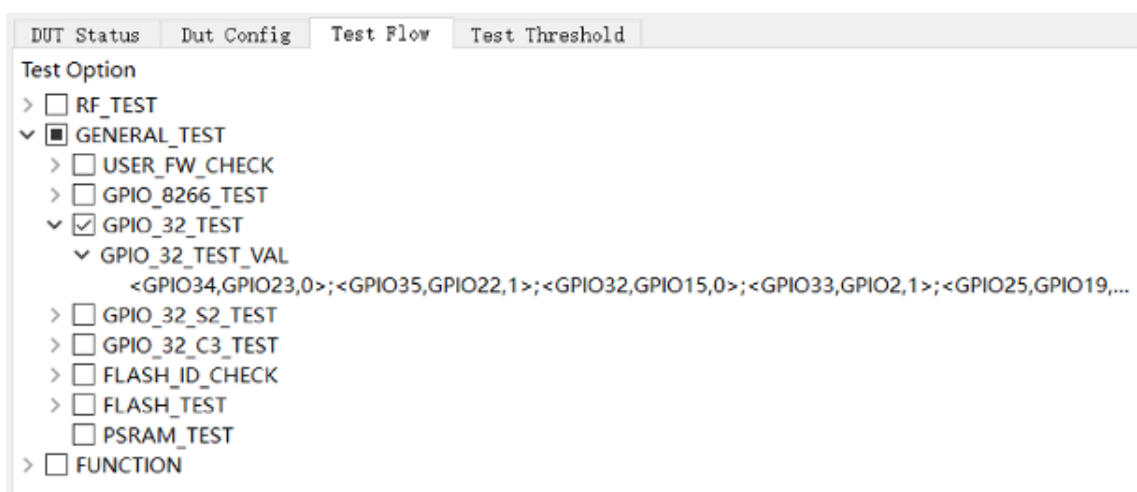 DUT Status Dut Config Test Flow Test Threshold
Test Option
RF_TEST
GENERAL_TEST
USER_FW_CHECK
GPIO_8266_TEST
GPIO_32_TEST
GPIO_32_TEST_VAL
<GPIO34,GPIO23,0>;<GPIO35,GPIO22,1>;<GPIO32,GPIO15,0>;<GPIO33,GPIO2,1>;<GPIO25,GPIO19,...
GPIO_32_S2_TEST
GPIO_32_C3_TEST
FLASH_ID_CHECK
FLASH_TEST
PSRAM_TEST
FUNCTION